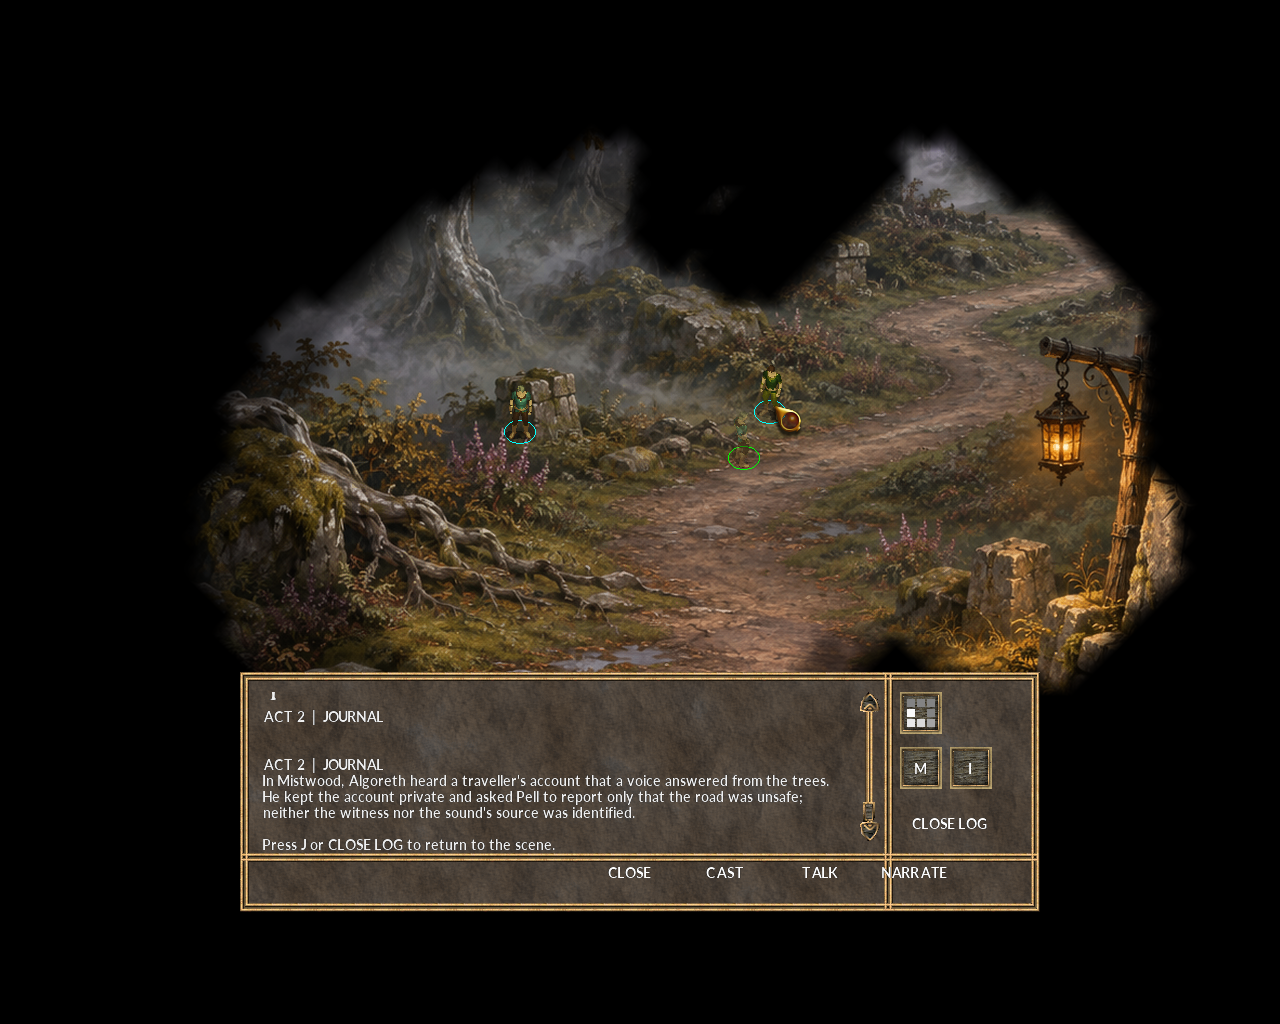 1
ACT 2 | JOURNAL
ACT 2 | JOURNAL
In Mistwood, Algoreth heard a traveller's account that a voice answered from the trees.
He kept the account private and asked Pell to report only that the road was unsafe;
neither the witness nor the sound's source was identified.
Press J or CLOSE LOG to return to the scene.
M I
CLOSE LOG
CLOSE CAST TALK NARRATE